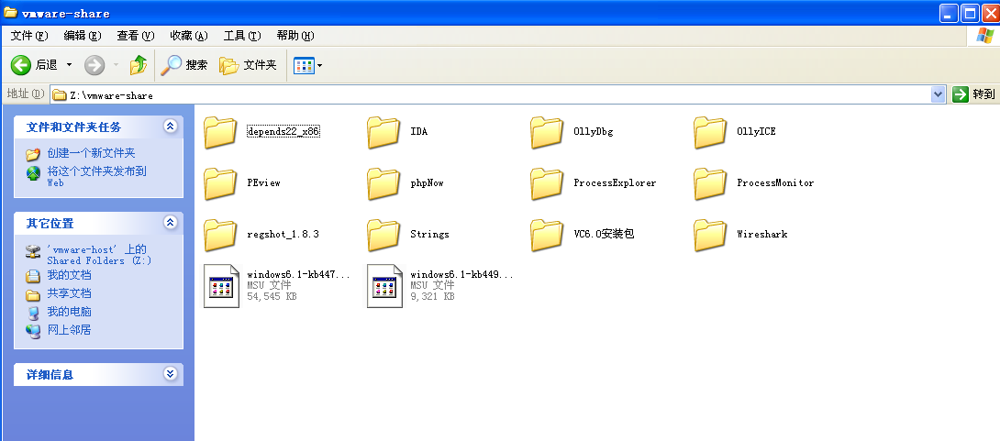 vmware-share
文件(F) 编辑(E) 查看(V) 收藏(A) 工具(T) 帮助(H)
后退 搜索 文件夹
地址(D) Z:\vmware-share 转到
文件和文件夹任务
创建一个新文件夹
将这个文件夹发布到
Web
其它位置
'vmware-host' 上的
Shared Folders (Z:)
我的文档
共享文档
我的电脑
网上邻居
详细信息
depends22_x86 IDA OllyDbg OllyICE
PEview phpNow ProcessExplorer ProcessMonitor
regshot_1.8.3 Strings VC6.0安装包 Wireshark
windows6.1-kb447...
MSU 文件
54,545 KB
windows6.1-kb449...
MSU 文件
9,321 KB